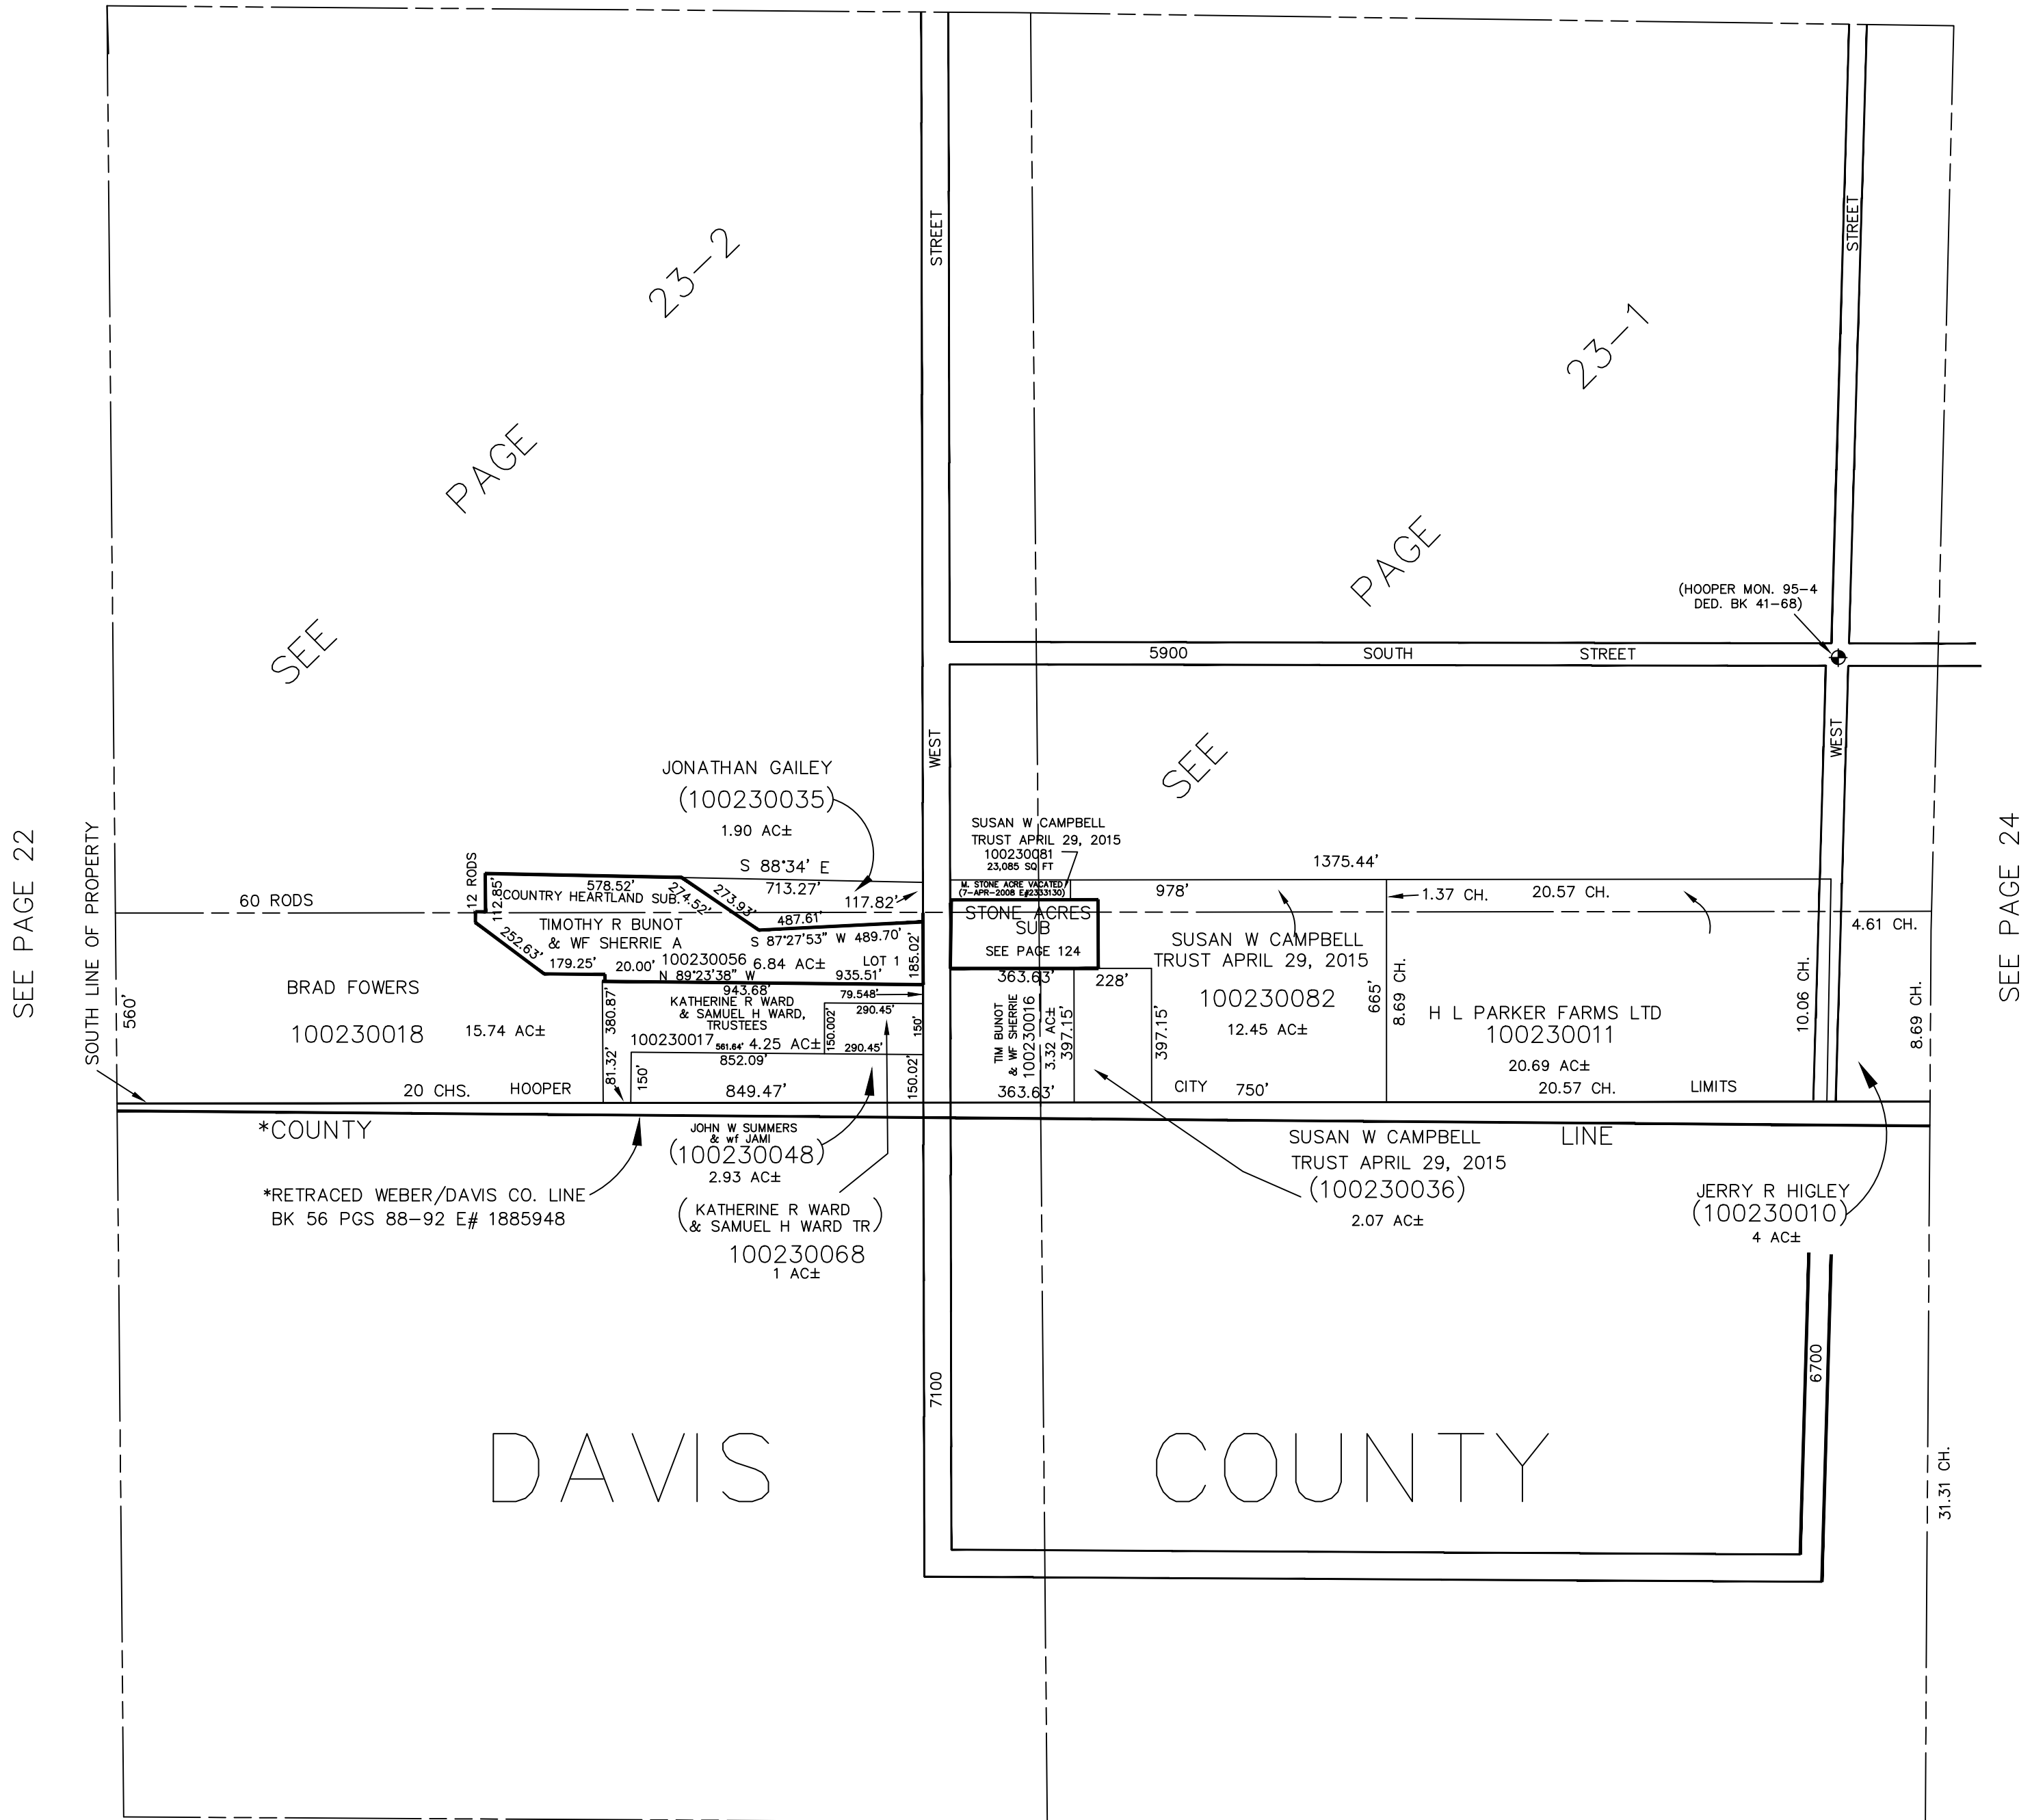 STREET
STREET
23-2
PAGE
SEE
23-1
PAGE
SEE
(HOOPER MON. 95-4
DED. BK 41-68)
5900 SOUTH STREET
WEST
WEST
SEE PAGE 22
SOUTH LINE OF PROPERTY
SEE PAGE 24
JONATHAN GAILEY
(100230035)
1.90 AC±
S 88°34' E
713.27'
117.82'
SUSAN W CAMPBELL
TRUST APRIL 29, 2015
100230081
23,085 SQ FT
M. STONE ACRE VACATED
(7-APR-2008 E#2333130)
1375.44'
978'
1.37 CH.
20.57 CH.
4.61 CH.
60 RODS
12 RODS
112.85'
578.52'
COUNTRY HEARTLAND SUB.
274.52'
273.93'
487.61'
TIMOTHY R BUNOT
& WF SHERRIE A
S 87°27'53" W 489.70'
252.63'
179.25'
20.00'
100230056
6.84 AC±
LOT 1
185.02'
N 89°23'38" W
935.51'
STONE ACRES
SUB
SEE PAGE 124
363.63'
228'
SUSAN W CAMPBELL
TRUST APRIL 29, 2015
100230082
12.45 AC±
665'
8.69 CH.
H L PARKER FARMS LTD
100230011
20.69 AC±
20.57 CH.
10.06 CH.
8.69 CH.
BRAD FOWERS
100230018
15.74 AC±
560'
943.68'
79.548'
KATHERINE R WARD
& SAMUEL H WARD,
TRUSTEES
290.45'
150.002'
150'
380.87'
100230017
561.64'
4.25 AC±
290.45'
852.09'
81.32'
150'
150.02'
849.47'
TIM BUNOT
& WF SHERRIE
100230016
3.32 AC±
397.15'
397.15'
363.63'
20 CHS.
HOOPER
CITY
750'
LIMITS
*COUNTY
LINE
JOHN W SUMMERS
& wf JAMI
(100230048)
2.93 AC±
*RETRACED WEBER/DAVIS CO. LINE
BK 56 PGS 88-92 E# 1885948
(KATHERINE R WARD
& SAMUEL H WARD TR)
100230068
1 AC±
SUSAN W CAMPBELL
TRUST APRIL 29, 2015
(100230036)
2.07 AC±
JERRY R HIGLEY
(100230010)
4 AC±
7100
6700
DAVIS COUNTY
31.31 CH.